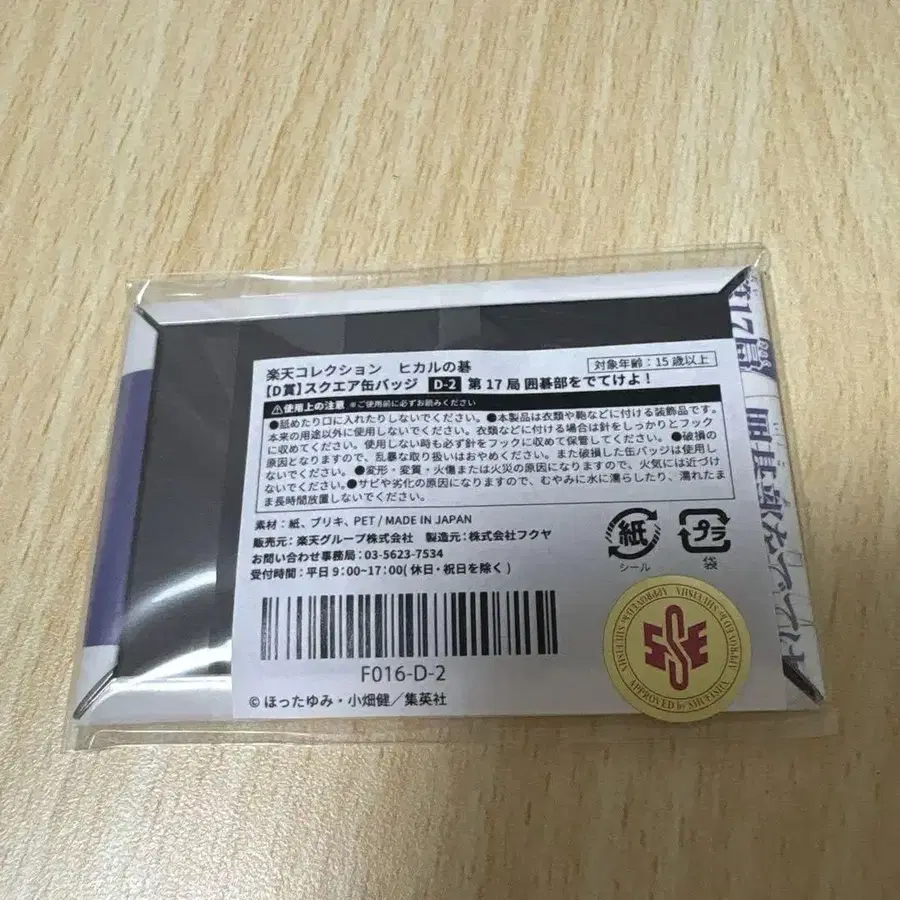 楽天コレクション ヒカルの碁
対象年齢：15歳以上
【D賞】スクエア缶バッジ D-2 第17局 囲碁部をでてけよ！
⚠使用上の注意 ※ご使用前に必ずお読みください
●舐めたり口に入れたりしないでください。●本製品は衣類や鞄などに付ける装飾品です。
本来の用途以外に使用しないでください。衣類などに付ける場合は針をしっかりとフック
に収めてください。使用しない時も必ず針をフックに収めて保管してください。●破損の
原因となりますので、乱暴な取り扱いはおやめください。また破損した缶バッジは使用し
ないでください。●変形・変質・火傷または火災の原因になりますので、火気には近づけ
ないでください。●サビや劣化の原因になりますので、むやみに水に濡らしたり、濡れたま
ま長時間放置しないでください。
素材：紙、ブリキ、PET / MADE IN JAPAN
販売元：楽天グループ株式会社 製造元：株式会社フクヤ
お問い合わせ事務局：03-5623-7534
受付時間：平日 9:00~17:00( 休日・祝日を除く )
紙
シール
プラ
袋
F016-D-2
©ほったゆみ・小畑健／集英社
APPROVED by SHUEISHA
APPROVED by SHUEISHA
APPROVED by SHUEISHA
SE
17局